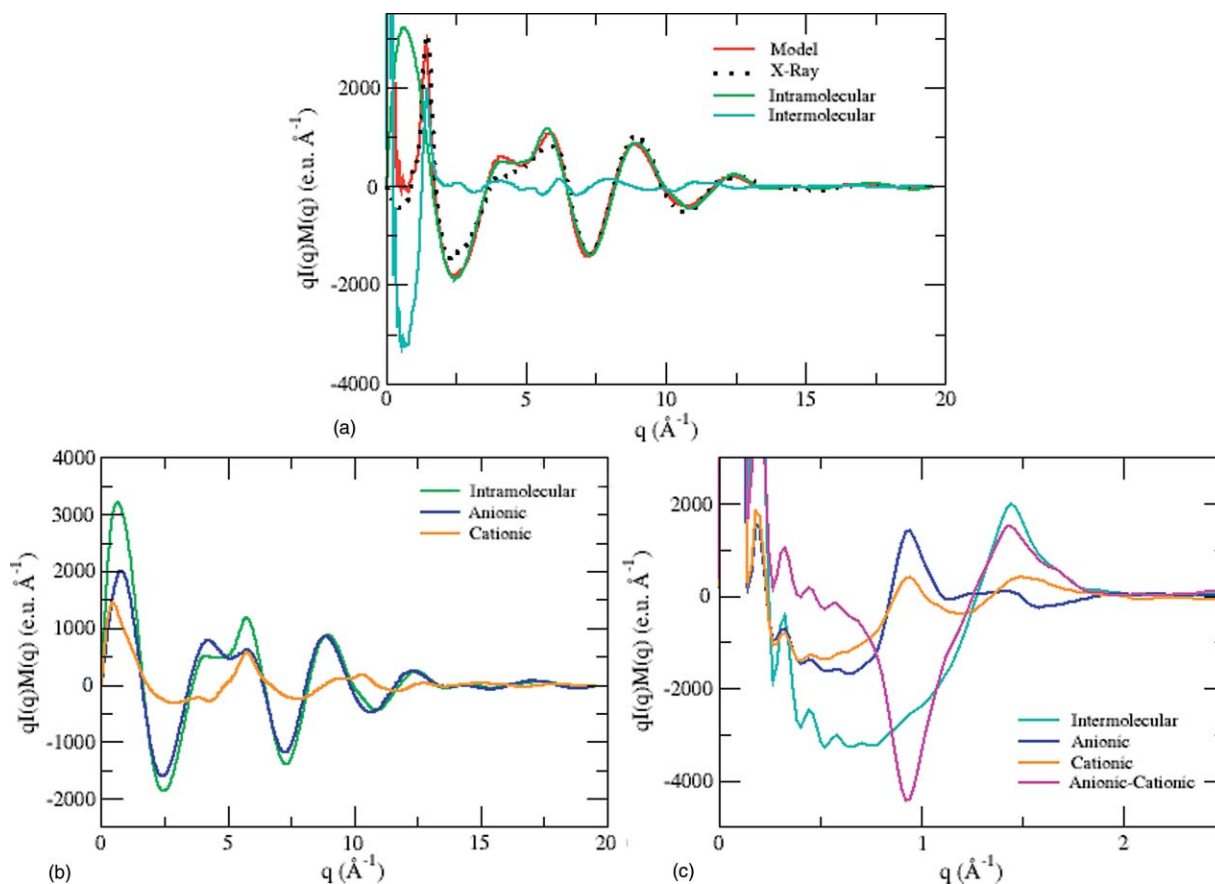 2000
0
-2000
-4000
qI(q)M(q) (e.u. Å⁻¹)
Model
X-Ray
Intramolecular
Intermolecular
0
5
10
15
20
(a)
q (Å⁻¹)
4000
3000
2000
1000
0
-1000
-2000
qI(q)M(q) (e.u. Å⁻¹)
Intramolecular
Anionic
Cationic
0
5
10
15
20
(b)
q (Å⁻¹)
2000
0
-2000
-4000
qI(q)M(q) (e.u. Å⁻¹)
Intermolecular
Anionic
Cationic
Anionic-Cationic
0
1
2
(c)
q (Å⁻¹)